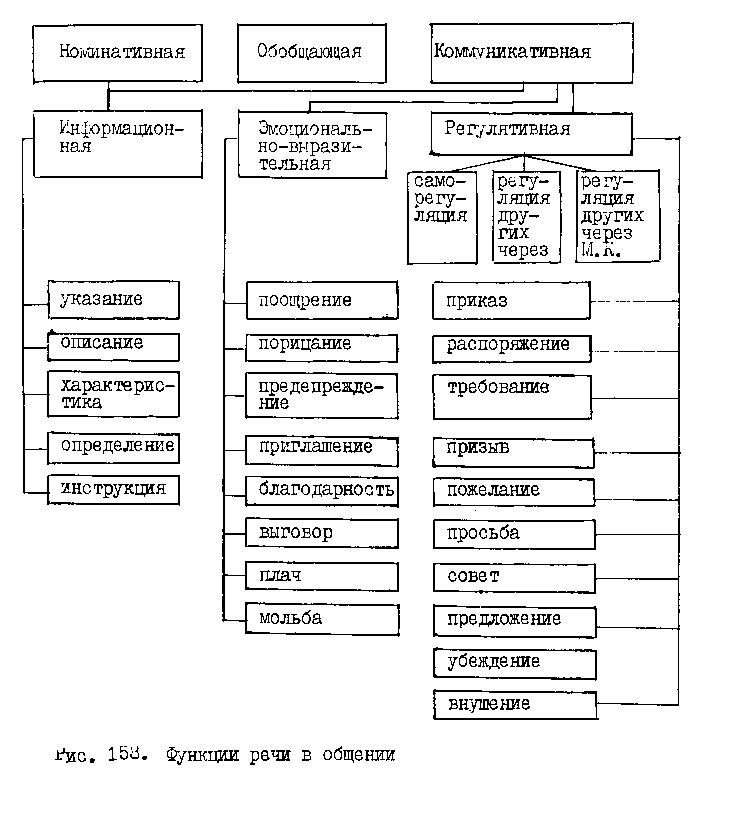 Номинативная
Обобщающая
Коммуникативная
Информацион-
ная
Эмоциональ-
но-вырази-
тельная
Регулятивная
само-
регу-
ляция
регу-
ляция
дру-
гих
через
регу-
ляция
других
через
М.К.
указание
описание
характерис-
тика
определение
инструкция
поощрение
порицание
предепрежде-
ние
приглашение
благодарность
выговор
плач
мольба
приказ
распоряжение
требование
призыв
пожелание
просьба
совет
предложение
убеждение
внушение
Рис. 158. Функции речи в общении